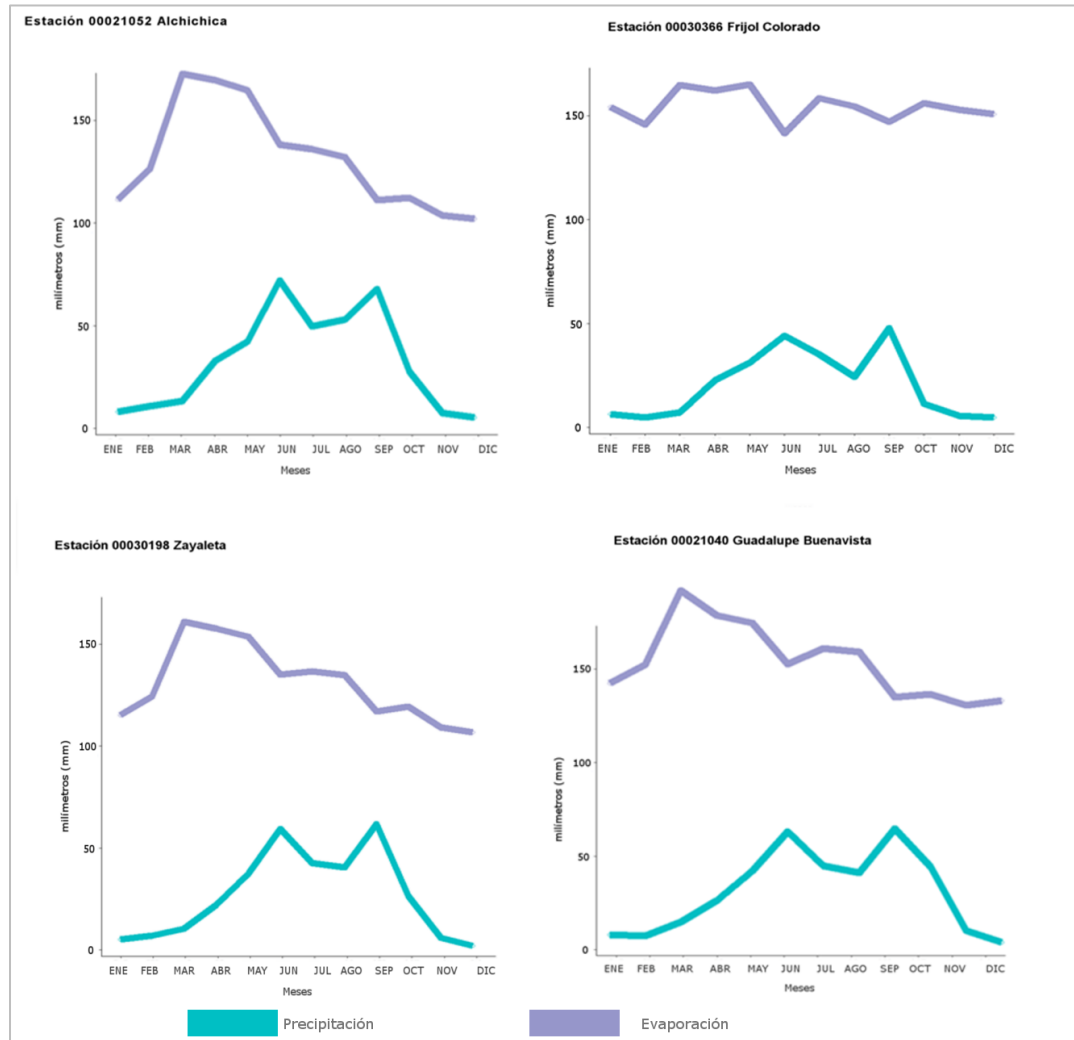 Estación 00021052 Alchichica
milímetros (mm)
150
100
50
0
ENE FEB MAR ABR MAY JUN JUL AGO SEP OCT NOV DIC
Meses
Estación 00030366 Frijol Colorado
milímetros (mm)
150
100
50
0
ENE FEB MAR ABR MAY JUN JUL AGO SEP OCT NOV DIC
Meses
Estación 00030198 Zayaleta
milímetros (mm)
150
100
50
0
ENE FEB MAR ABR MAY JUN JUL AGO SEP OCT NOV DIC
Meses
Estación 00021040 Guadalupe Buenavista
milímetros (mm)
150
100
50
0
ENE FEB MAR ABR MAY JUN JUL AGO SEP OCT NOV DIC
Meses
Precipitación Evaporación